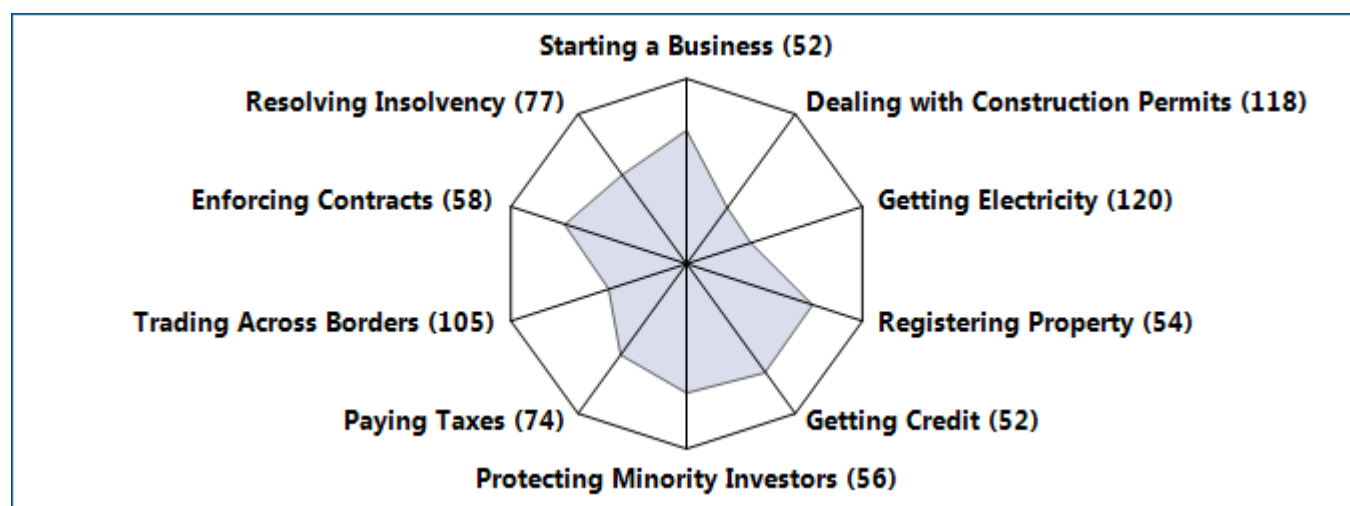 Starting a Business (52)
Resolving Insolvency (77)
Dealing with Construction Permits (118)
Enforcing Contracts (58)
Getting Electricity (120)
Trading Across Borders (105)
Registering Property (54)
Paying Taxes (74)
Getting Credit (52)
Protecting Minority Investors (56)